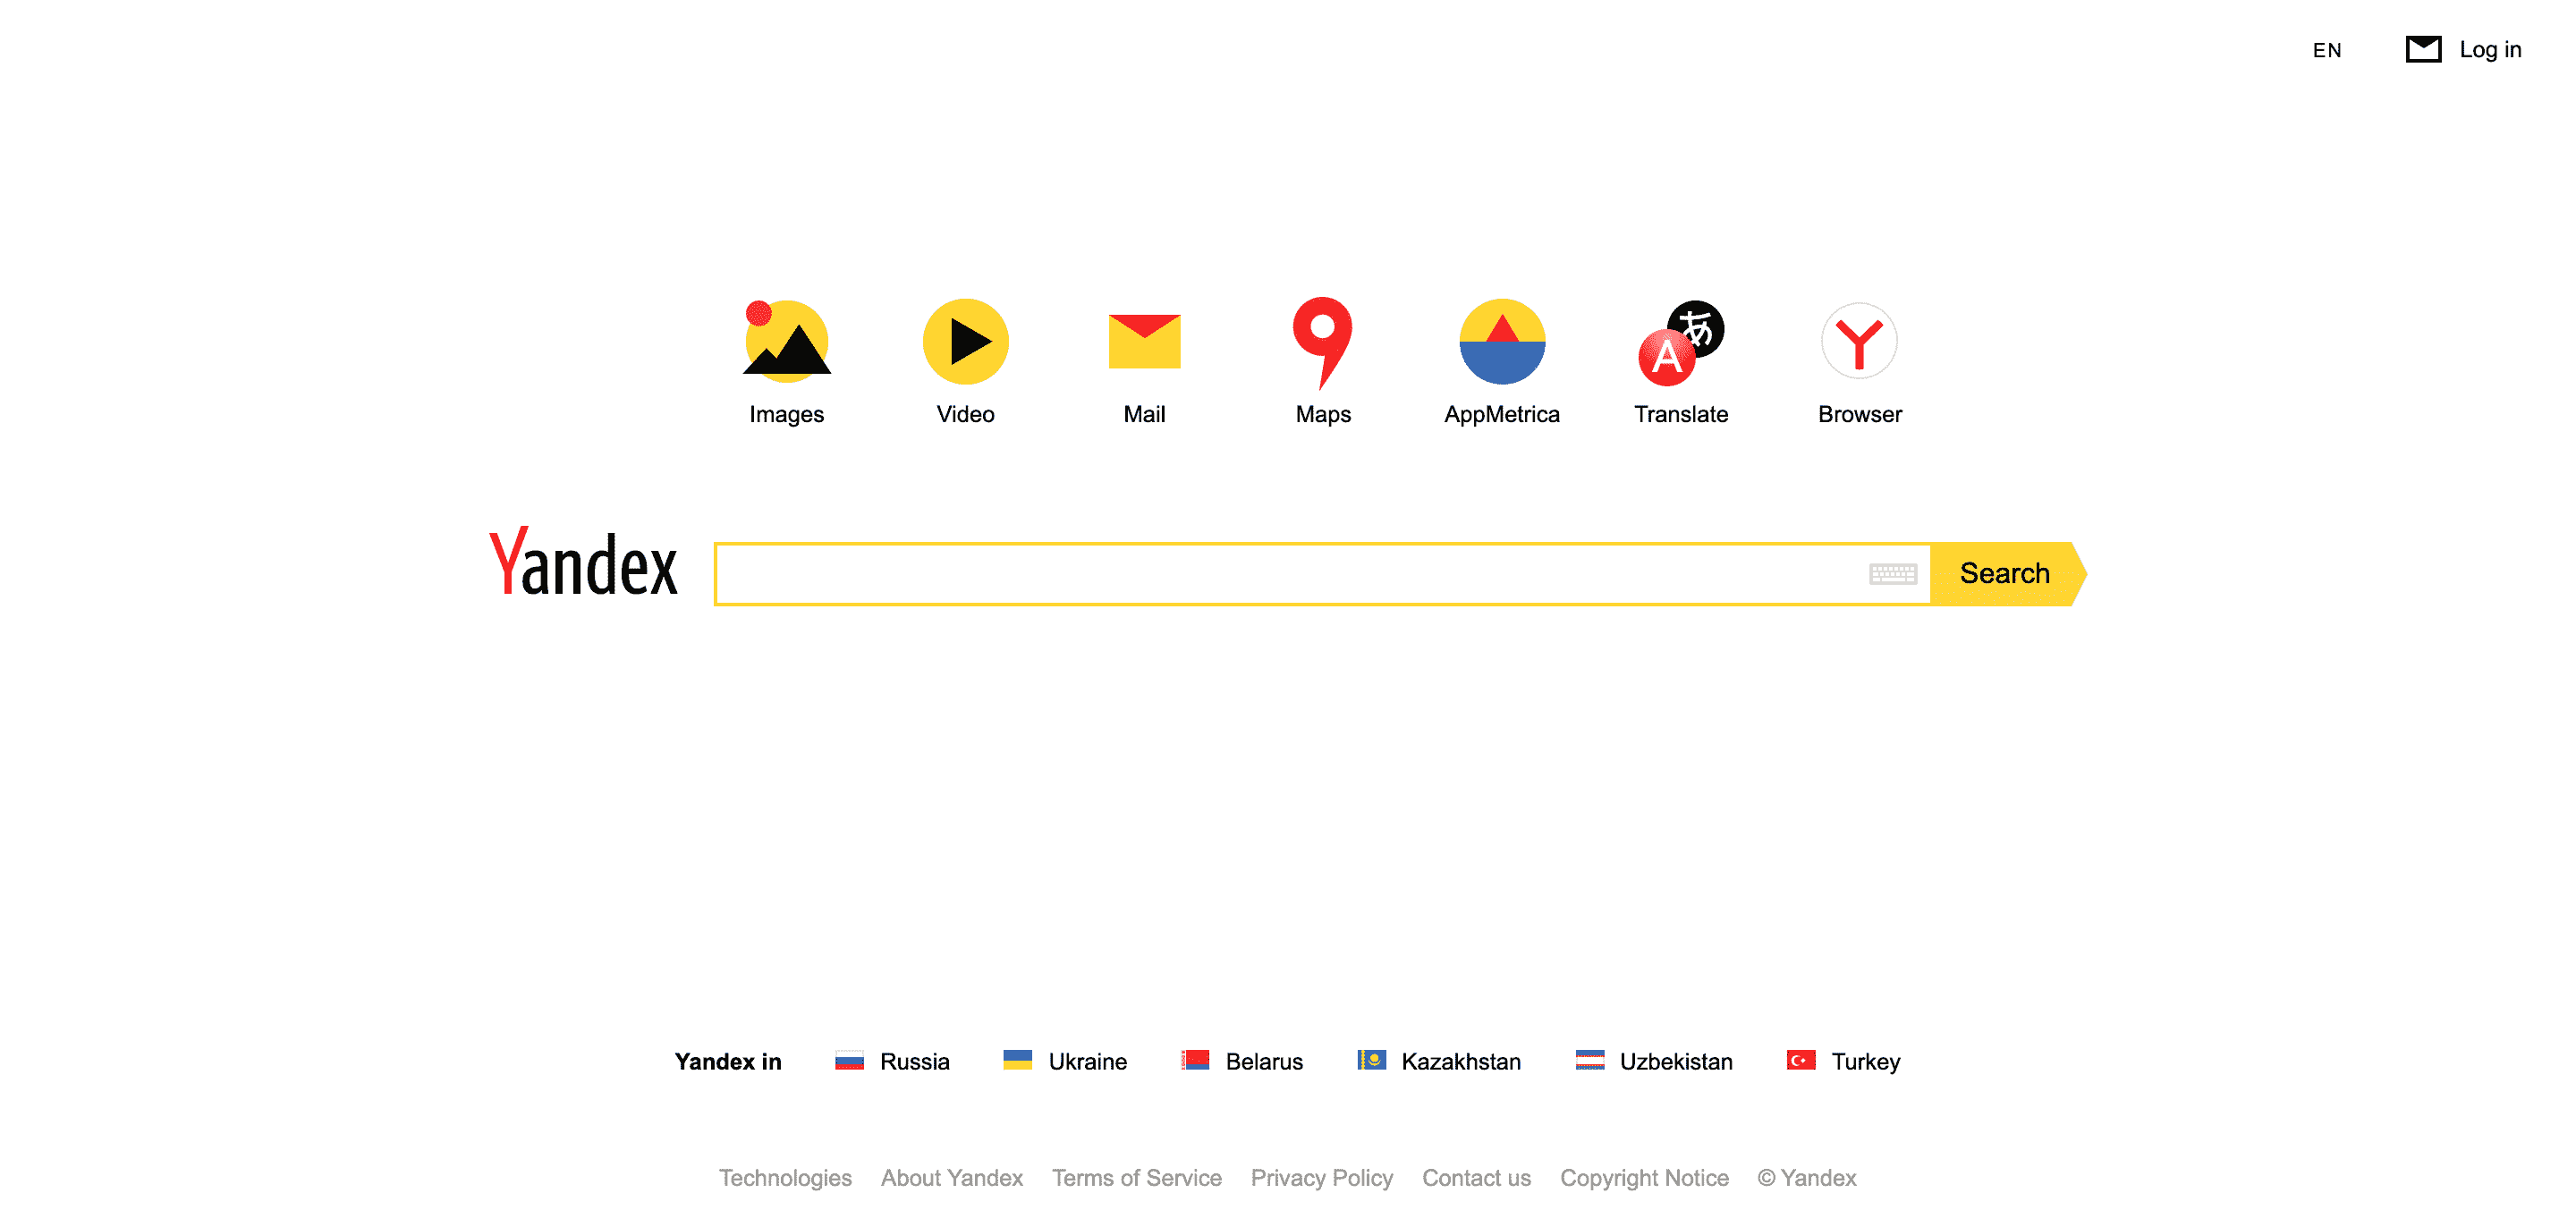 EN Log in
Images Video Mail Maps AppMetrica Translate Browser
あ
A
Y
Yandex Search
Yandex in Russia Ukraine Belarus Kazakhstan Uzbekistan Turkey
Technologies About Yandex Terms of Service Privacy Policy Contact us Copyright Notice © Yandex